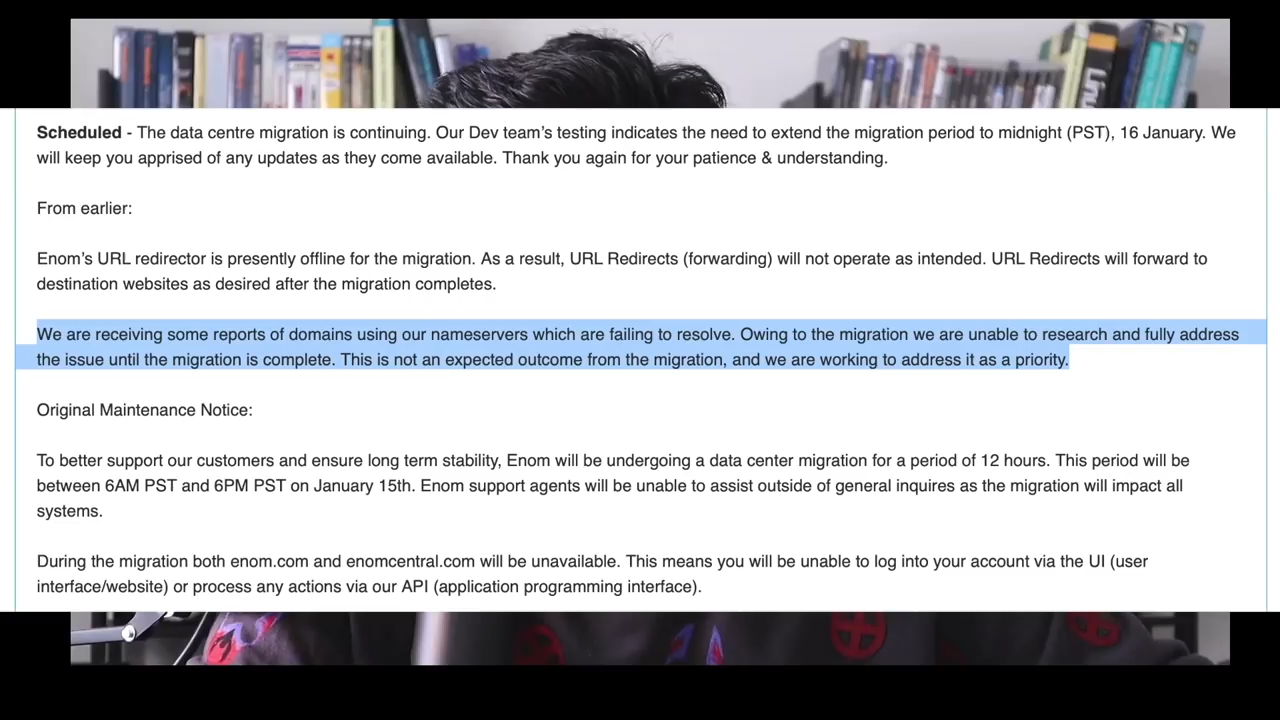 Scheduled - The data centre migration is continuing. Our Dev team’s testing indicates the need to extend the migration period to midnight (PST), 16 January. We
will keep you apprised of any updates as they come available. Thank you again for your patience & understanding.
From earlier:
Enom’s URL redirector is presently offline for the migration. As a result, URL Redirects (forwarding) will not operate as intended. URL Redirects will forward to
destination websites as desired after the migration completes.
We are receiving some reports of domains using our nameservers which are failing to resolve. Owing to the migration we are unable to research and fully address
the issue until the migration is complete. This is not an expected outcome from the migration, and we are working to address it as a priority.
Original Maintenance Notice:
To better support our customers and ensure long term stability, Enom will be undergoing a data center migration for a period of 12 hours. This period will be
between 6AM PST and 6PM PST on January 15th. Enom support agents will be unable to assist outside of general inquires as the migration will impact all
systems.
During the migration both enom.com and enomcentral.com will be unavailable. This means you will be unable to log into your account via the UI (user
interface/website) or process any actions via our API (application programming interface).